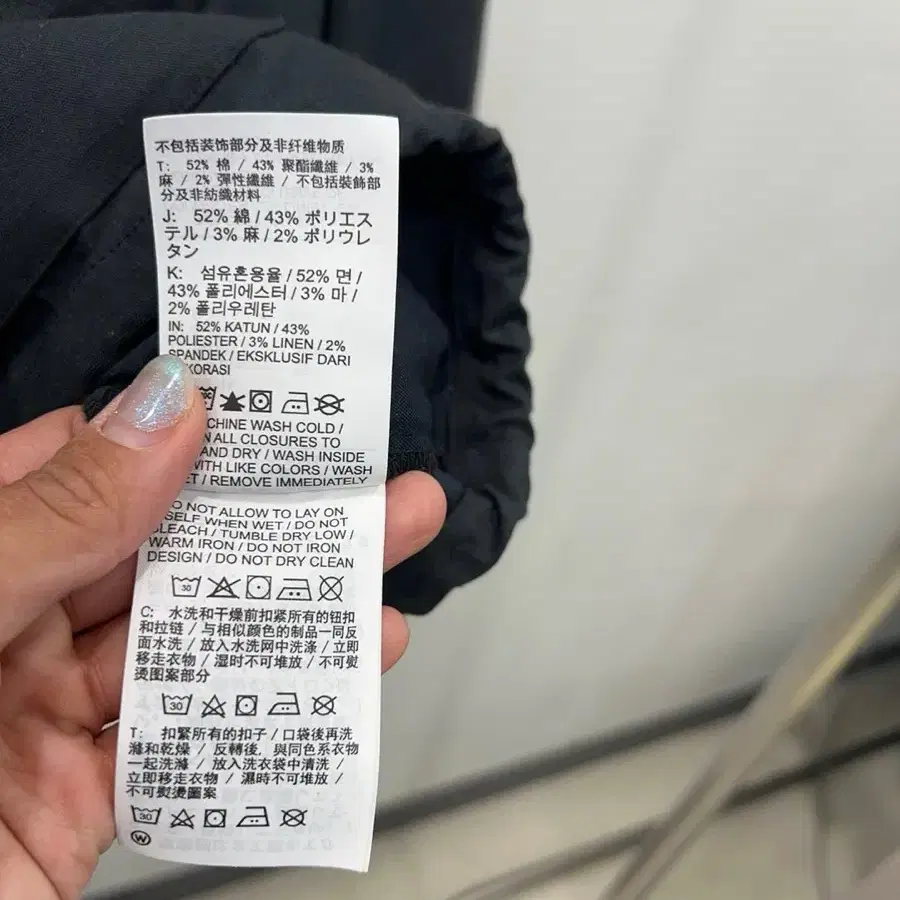 不包括装饰部分及非纤维物质
T: 52% 棉 / 43% 聚酯纖維 / 3%
麻 / 2% 彈性纖維 / 不包括裝飾部
分及非紡織材料
J: 52% 綿 / 43% ポリエス
テル / 3% 麻 / 2% ポリウレ
タン
K: 섬유혼용율 / 52% 면 /
43% 폴리에스터 / 3% 마 /
2% 폴리우레탄
IN: 52% KATUN / 43%
POLIESTER / 3% LINEN / 2%
SPANDEK / EKSKLUSIF DARI
KORASI
CHINE WASH COLD /
ALL CLOSURES TO
AND DRY / WASH INSIDE
WITH LIKE COLORS / WASH
/ REMOVE IMMEDIATELY
DO NOT ALLOW TO LAY ON
SELF WHEN WET / DO NOT
BLEACH / TUMBLE DRY LOW /
WARM IRON / DO NOT IRON
DESIGN / DO NOT DRY CLEAN
30
C: 水洗和干燥前扣紧所有的钮扣
和拉链 / 与相似颜色的制品一同反
面水洗 / 放入水洗网中洗涤 / 立即
移走衣物 / 湿时不可堆放 / 不可熨
烫图案部分
30
T: 扣緊所有的扣子 / 口袋後再洗
滌和乾燥 / 反轉後, 與同色系衣物
一起洗滌 / 放入洗衣袋中清洗 /
立即移走衣物 / 濕時不可堆放 /
不可熨燙圖案
30
W